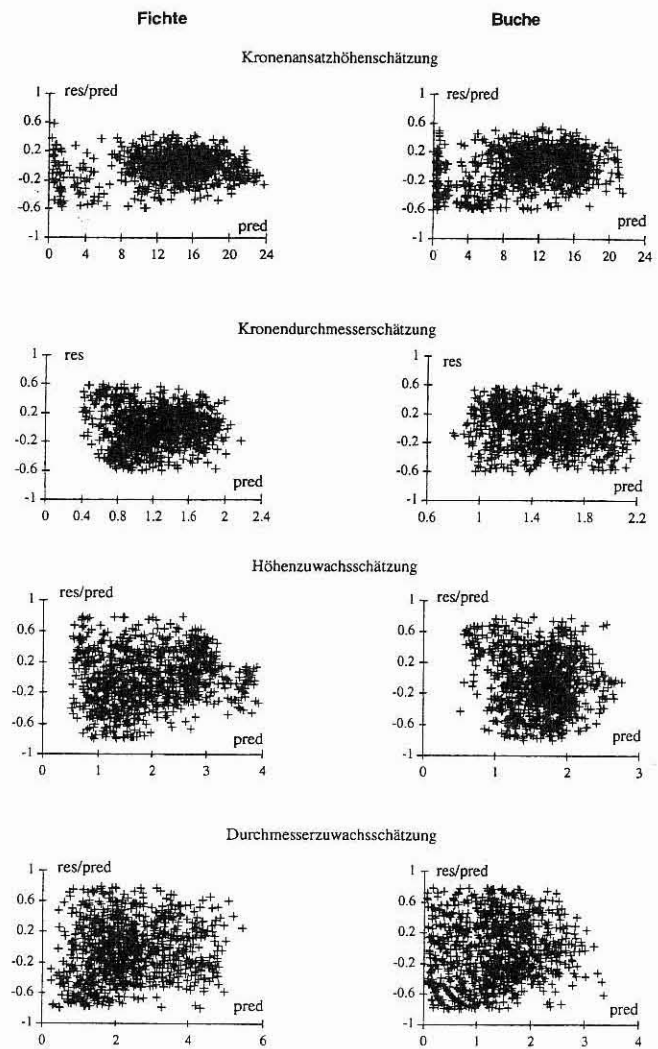 Fichte
Buche
Kronenansatzhöhenschätzung
res/pred
res/pred
1
0.6
0.2
-0.2
-0.6
-1
pred
0 4 8 12 16 20 24
1
0.6
0.2
-0.2
-0.6
-1
pred
0 4 8 12 16 20 24
Kronendurchmesserschätzung
res
res
1
0.6
0.2
-0.2
-0.6
-1
pred
0 0.4 0.8 1.2 1.6 2 2.4
1
0.6
0.2
-0.2
-0.6
-1
pred
0.6 1 1.4 1.8 2.2
Höhenzuwachsschätzung
res/pred
res/pred
1
0.6
0.2
-0.2
-0.6
-1
pred
0 1 2 3 4
1
0.6
0.2
-0.2
-0.6
-1
pred
0 1 2 3
Durchmesserzuwachsschätzung
res/pred
res/pred
1
0.6
0.2
-0.2
-0.6
-1
pred
0 2 4 6
1
0.6
0.2
-0.2
-0.6
-1
pred
0 1 2 3 4